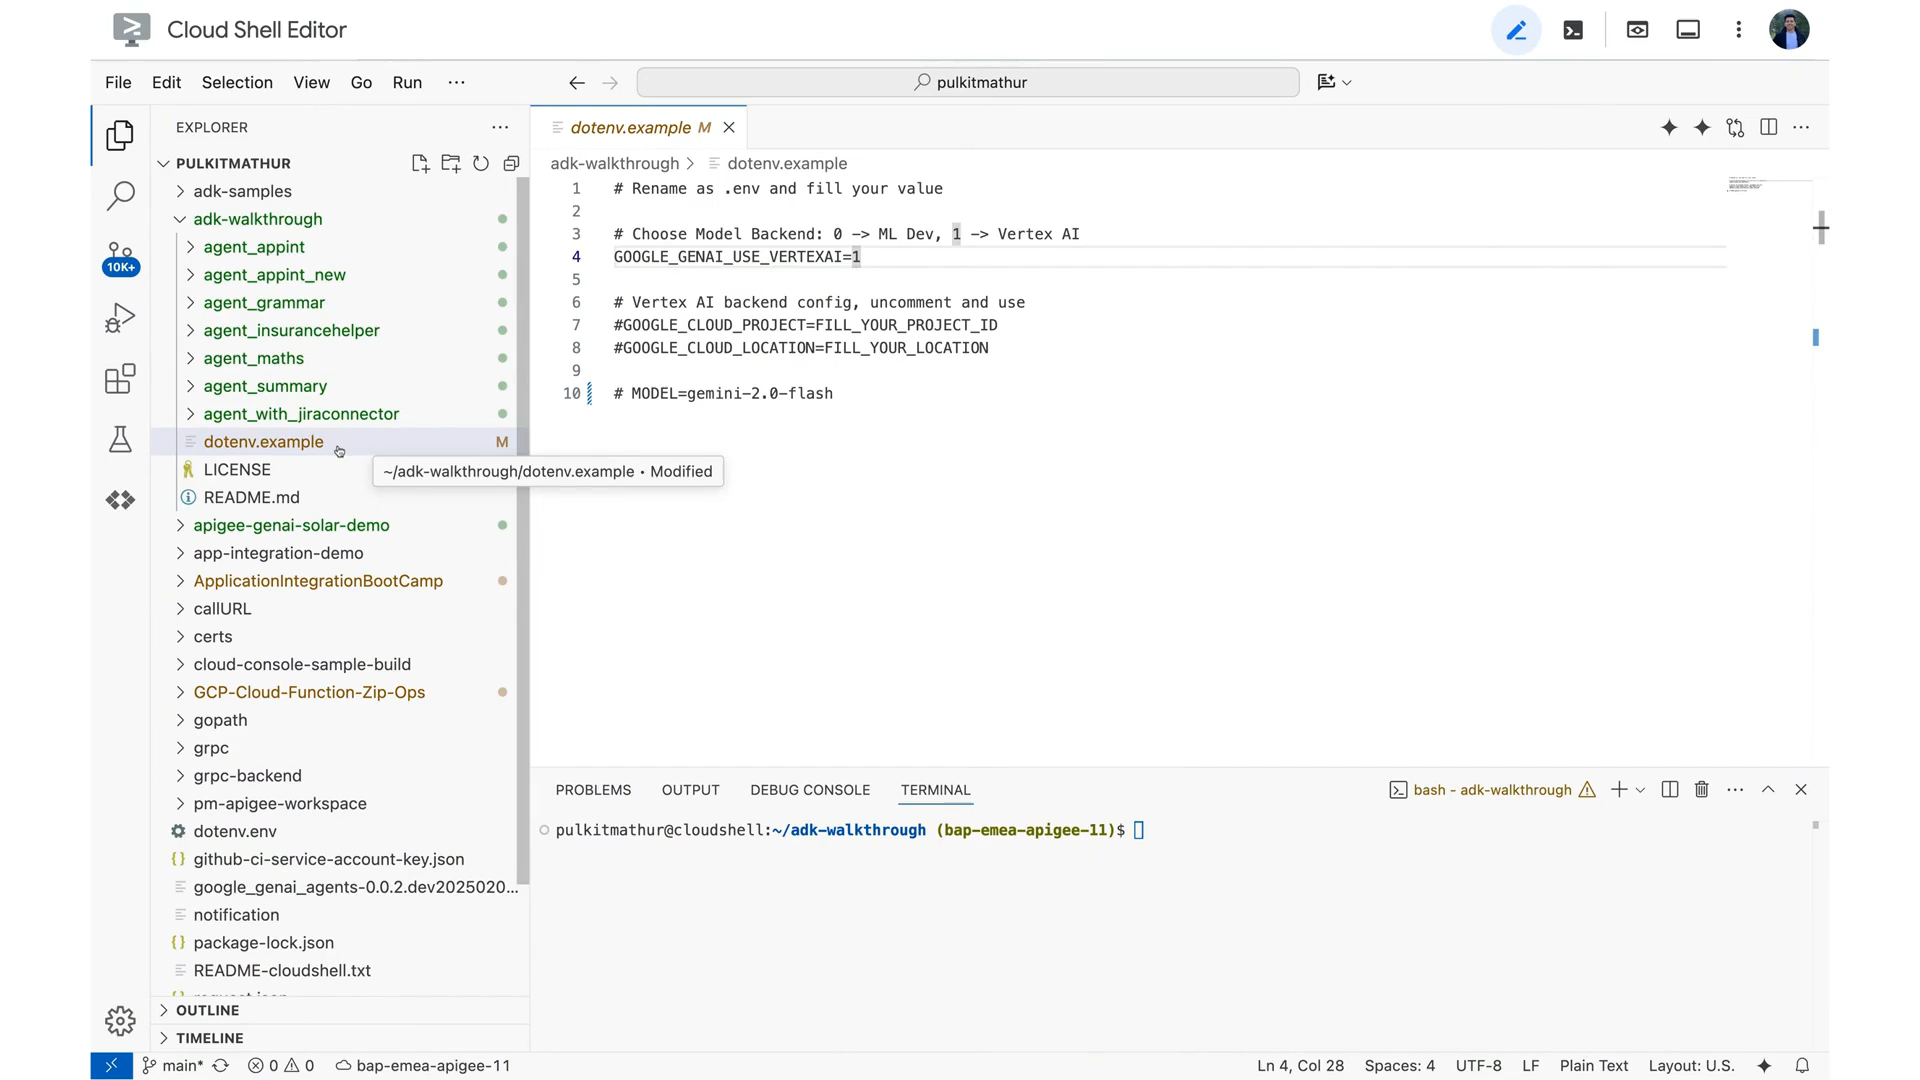 Cloud Shell Editor
File Edit Selection View Go Run ···
pulkitmathur
EXPLORER
PULKITMATHUR
adk-samples
adk-walkthrough
agent_appint
agent_appint_new
agent_grammar
agent_insurancehelper
agent_maths
agent_summary
agent_with_jiraconnector
dotenv.example M
LICENSE
README.md
apigee-genai-solar-demo
app-integration-demo
ApplicationIntegrationBootCamp
callURL
certs
cloud-console-sample-build
GCP-Cloud-Function-Zip-Ops
gopath
grpc
grpc-backend
pm-apigee-workspace
dotenv.env
github-ci-service-account-key.json
google_genai_agents-0.0.2.dev2025020...
notification
package-lock.json
README-cloudshell.txt
OUTLINE
TIMELINE
10K+
~/adk-walkthrough/dotenv.example • Modified
dotenv.example M
adk-walkthrough > dotenv.example
1 # Rename as .env and fill your value
2
3 # Choose Model Backend: 0 -> ML Dev, 1 -> Vertex AI
4 GOOGLE_GENAI_USE_VERTEXAI=1
5
6 # Vertex AI backend config, uncomment and use
7 #GOOGLE_CLOUD_PROJECT=FILL_YOUR_PROJECT_ID
8 #GOOGLE_CLOUD_LOCATION=FILL_YOUR_LOCATION
9
10 # MODEL=gemini-2.0-flash
PROBLEMS OUTPUT DEBUG CONSOLE TERMINAL
bash - adk-walkthrough
pulkitmathur@cloudshell:~/adk-walkthrough (bap-emea-apigee-11)$
main* 0 0 bap-emea-apigee-11
Ln 4, Col 28 Spaces: 4 UTF-8 LF Plain Text Layout: U.S.